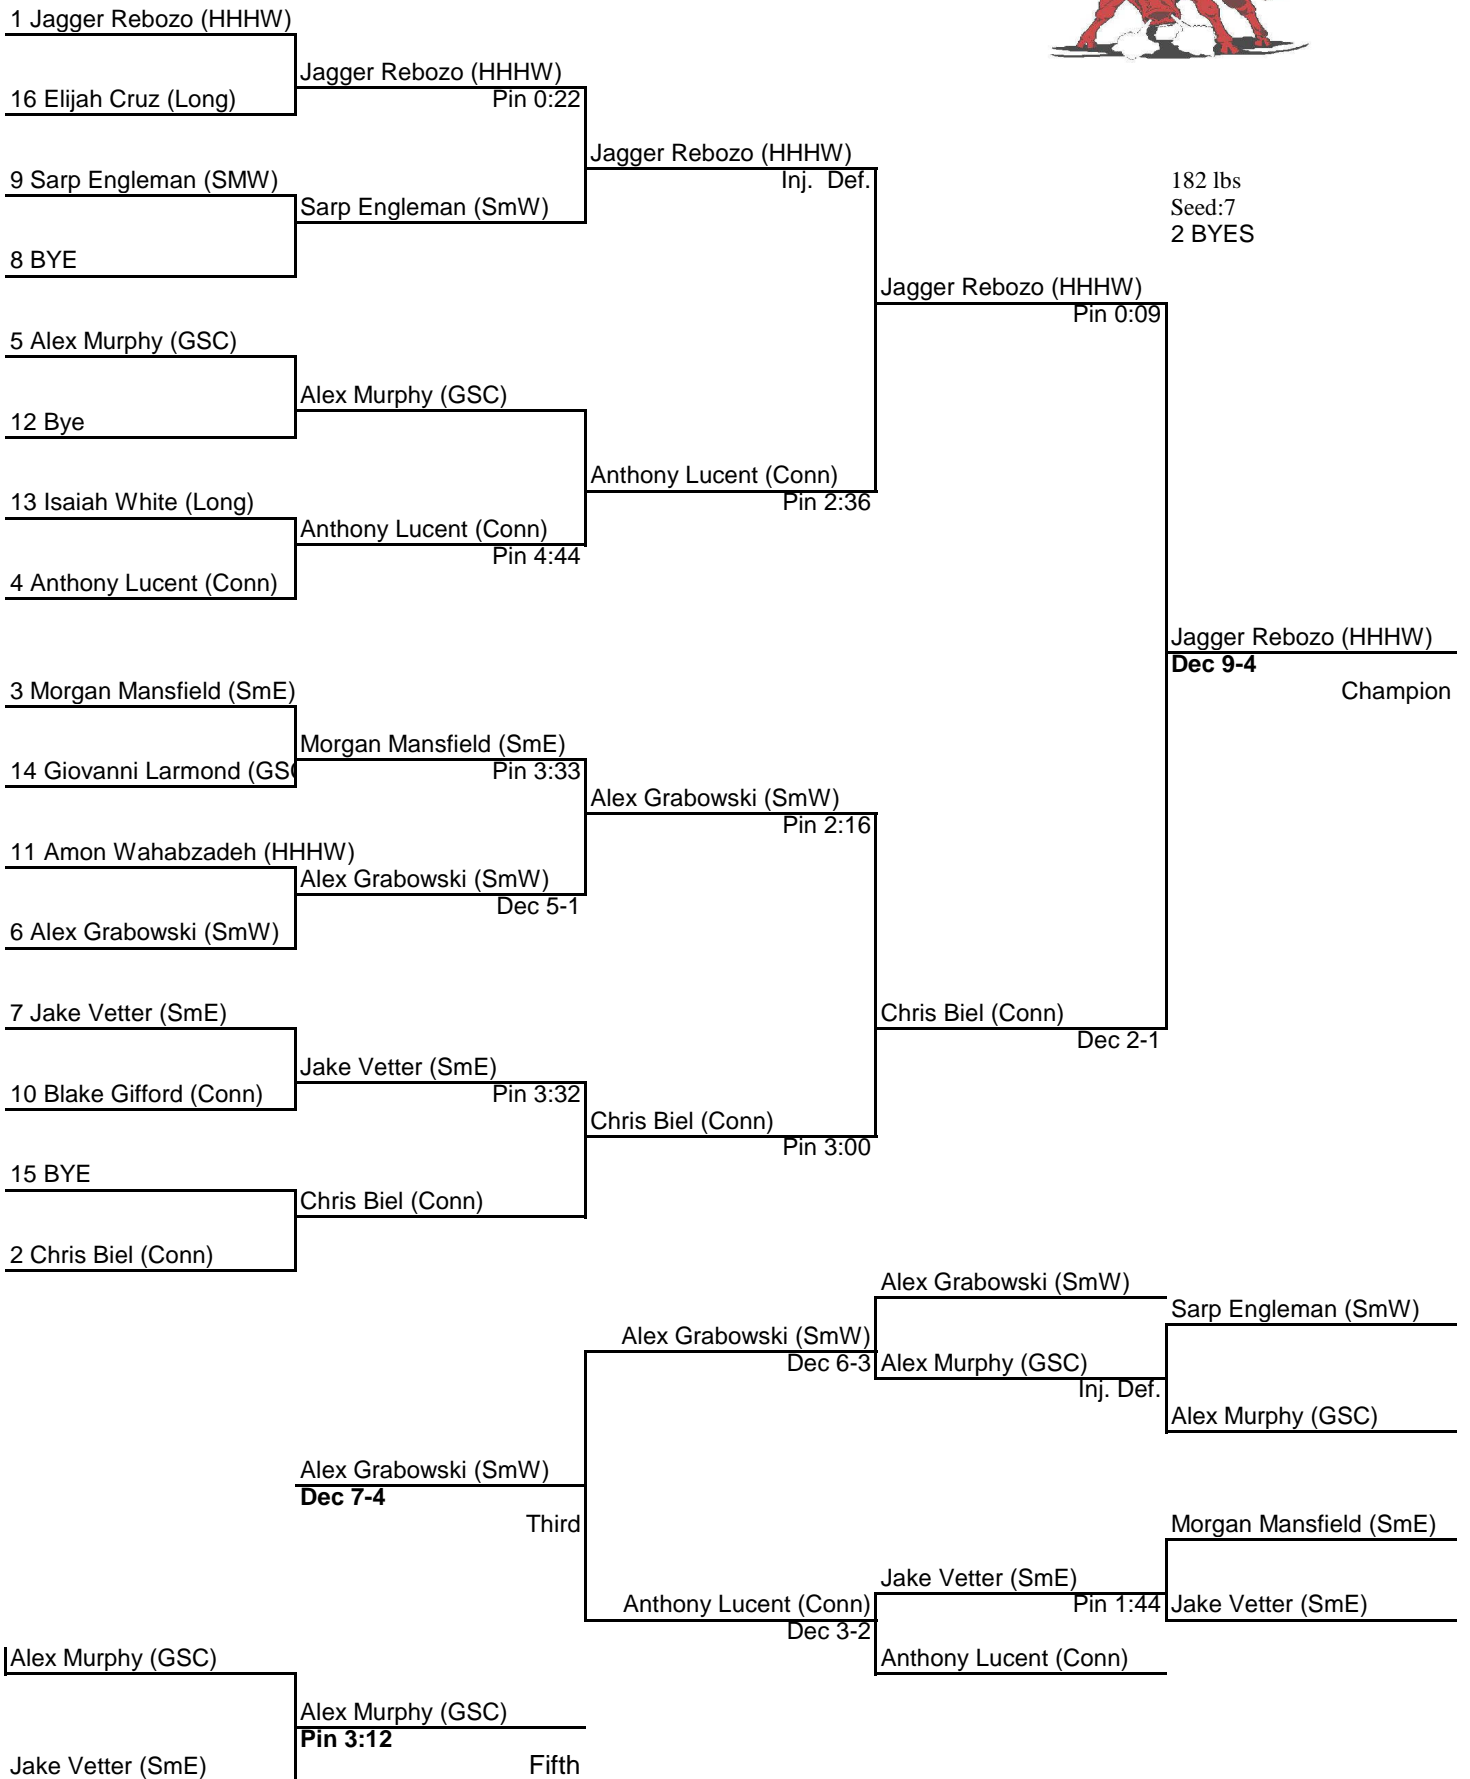 1 Jagger Rebozo (HHHW)
Jagger Rebozo (HHHW)
16 Elijah Cruz (Long)
Pin 0:22
Jagger Rebozo (HHHW)
9 Sarp Engleman (SMW)
Inj. Def.
182 lbs
Sarp Engleman (SmW)
Seed:7
2 BYES
8 BYE
Jagger Rebozo (HHHW)
Pin 0:09
5 Alex Murphy (GSC)
Alex Murphy (GSC)
12 Bye
Anthony Lucent (Conn)
13 Isaiah White (Long)
Pin 2:36
Anthony Lucent (Conn)
Pin 4:44
4 Anthony Lucent (Conn)
Jagger Rebozo (HHHW)
Dec 9-4
3 Morgan Mansfield (SmE)
Champion
Morgan Mansfield (SmE)
14 Giovanni Larmond (GS
Pin 3:33
Alex Grabowski (SmW)
Pin 2:16
11 Amon Wahabzadeh (HHHW)
Alex Grabowski (SmW)
Dec 5-1
6 Alex Grabowski (SmW)
7 Jake Vetter (SmE)
Chris Biel (Conn)
Dec 2-1
Jake Vetter (SmE)
10 Blake Gifford (Conn)
Pin 3:32
Chris Biel (Conn)
Pin 3:00
15 BYE
Chris Biel (Conn)
2 Chris Biel (Conn)
Alex Grabowski (SmW)
Sarp Engleman (SmW)
Alex Grabowski (SmW)
Dec 6-3
Alex Murphy (GSC)
Inj. Def.
Alex Murphy (GSC)
Alex Grabowski (SmW)
Dec 7-4
Third
Morgan Mansfield (SmE)
Jake Vetter (SmE)
Anthony Lucent (Conn)
Pin 1:44
Jake Vetter (SmE)
Dec 3-2
Alex Murphy (GSC)
Anthony Lucent (Conn)
Alex Murphy (GSC)
Pin 3:12
Jake Vetter (SmE)
Fifth